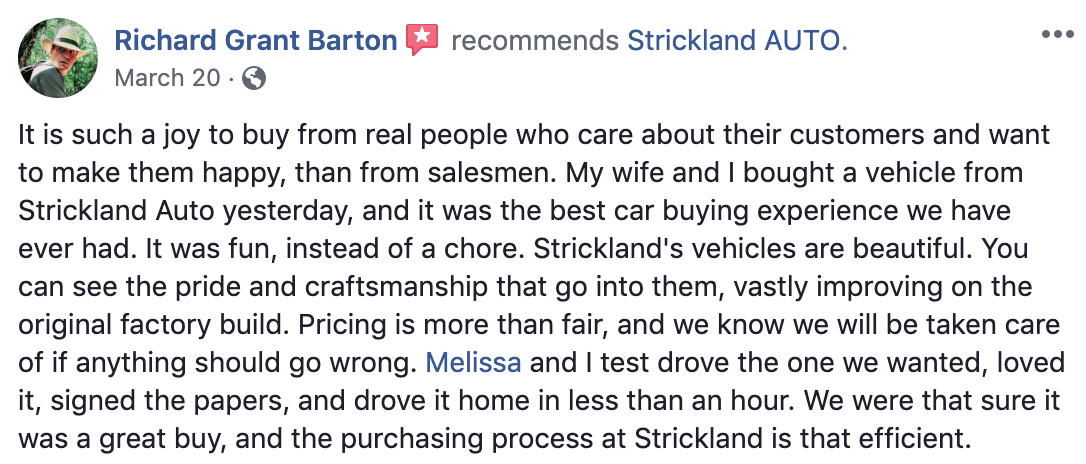 Richard Grant Barton recommends Strickland AUTO.
March 20 ·
It is such a joy to buy from real people who care about their customers and want
to make them happy, than from salesmen. My wife and I bought a vehicle from
Strickland Auto yesterday, and it was the best car buying experience we have
ever had. It was fun, instead of a chore. Strickland's vehicles are beautiful. You
can see the pride and craftsmanship that go into them, vastly improving on the
original factory build. Pricing is more than fair, and we know we will be taken care
of if anything should go wrong. Melissa and I test drove the one we wanted, loved
it, signed the papers, and drove it home in less than an hour. We were that sure it
was a great buy, and the purchasing process at Strickland is that efficient.